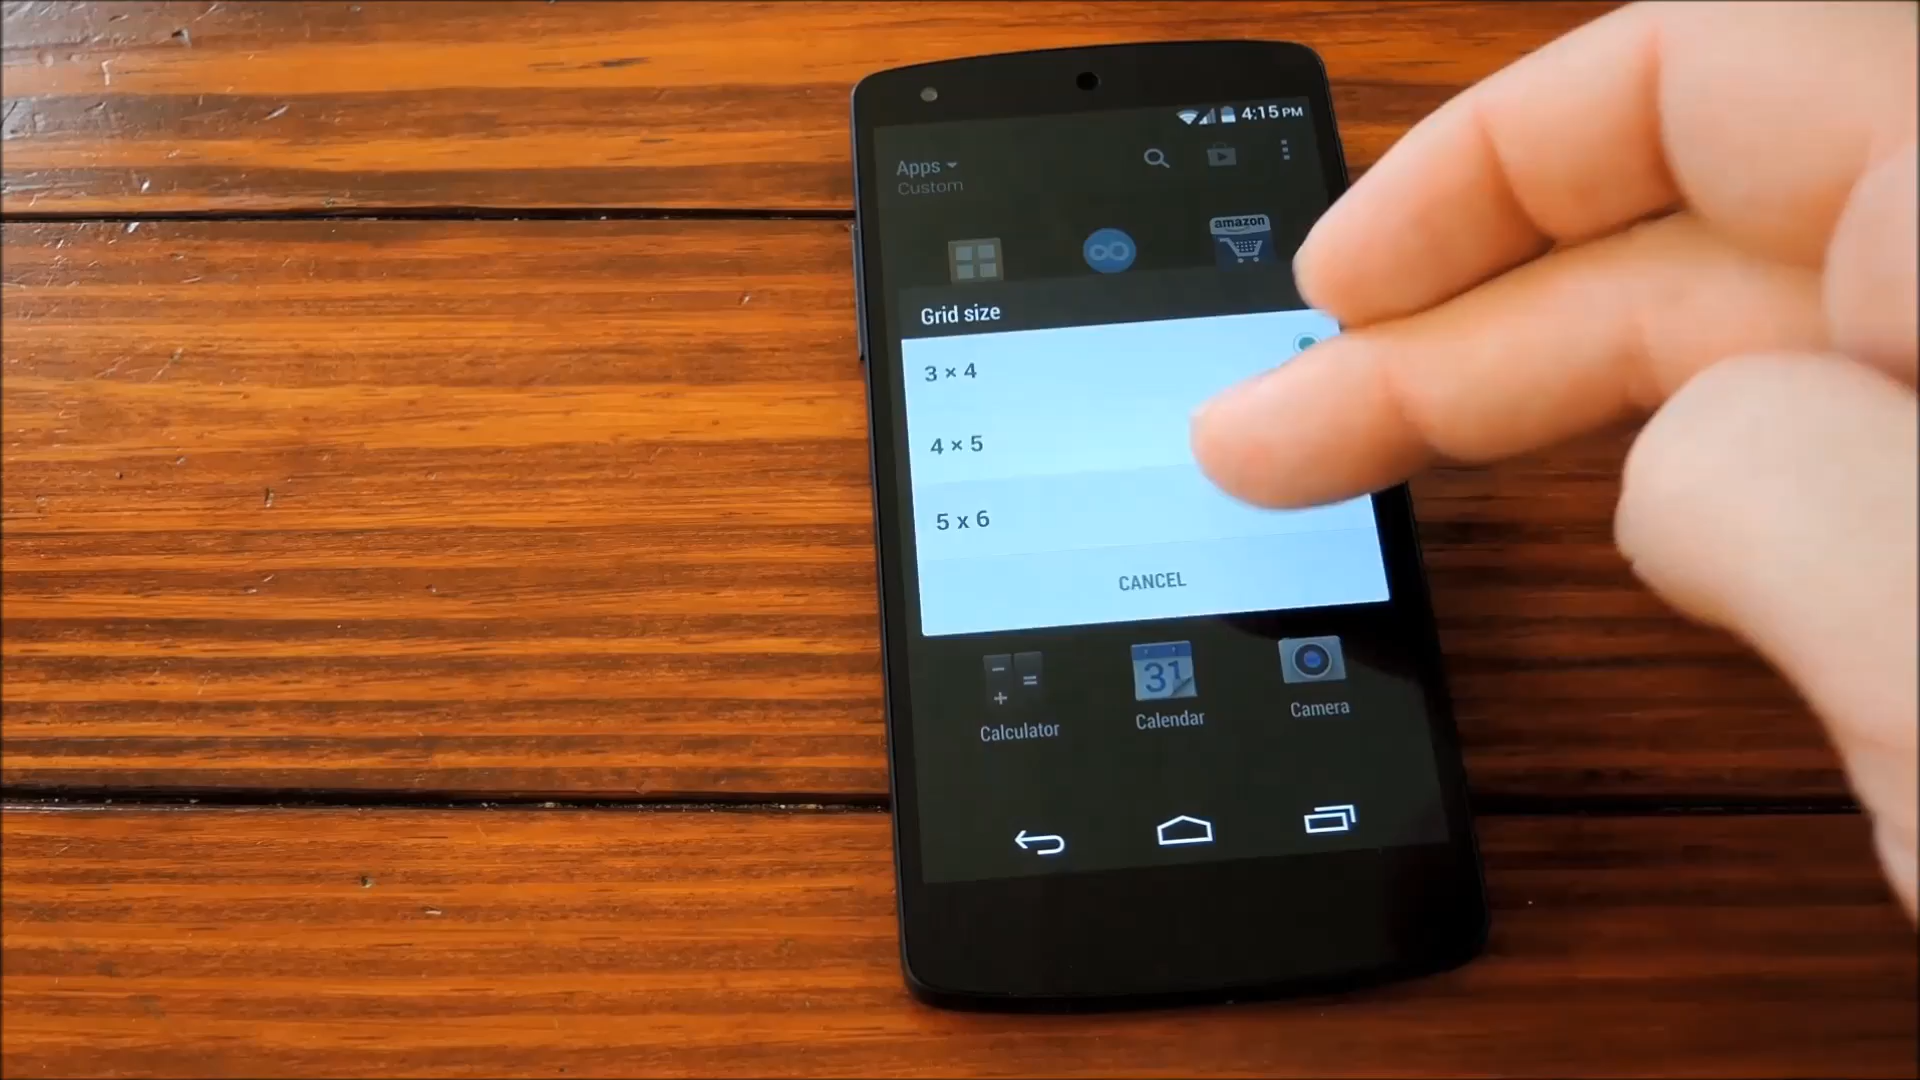 4:15 PM
Apps
Custom
amazon
Grid size
3 × 4
4 × 5
5 x 6
CANCEL
31
Calculator
Calendar
Camera